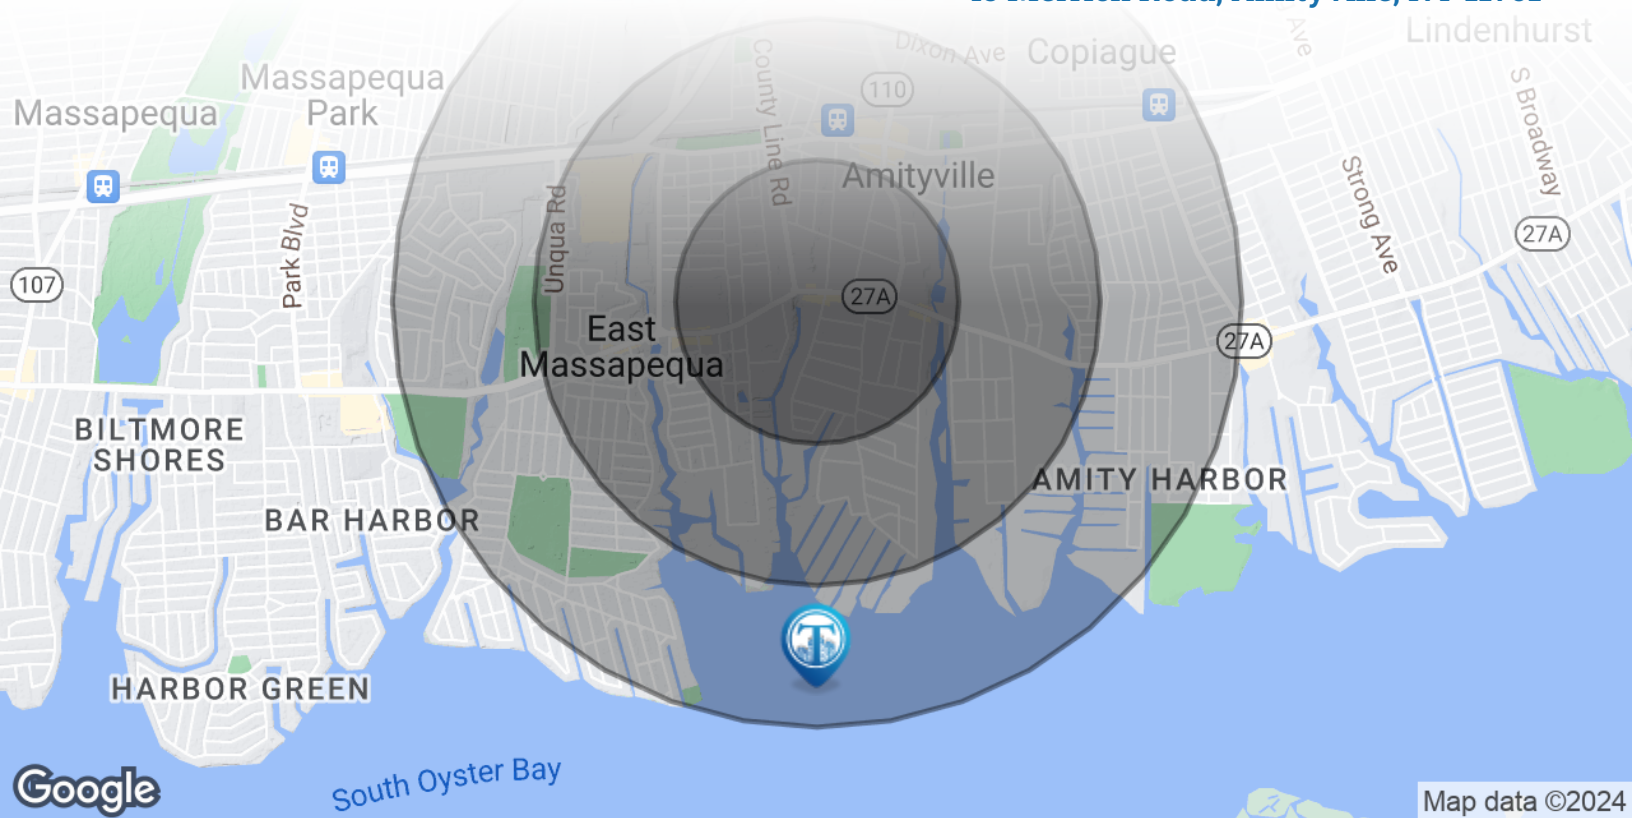 Lindenhurst
Dixon Ave
Copiague
Ave
County Line Rd
110
S Broadway
Massapequa
Park
Massapequa
Amityville
Strong Ave
Unqua Rd
Park Blvd
27A
107
27A
27A
East
Massapequa
BILTMORE
SHORES
AMITY HARBOR
BAR HARBOR
T
HARBOR GREEN
South Oyster Bay
Google
Map data ©2024